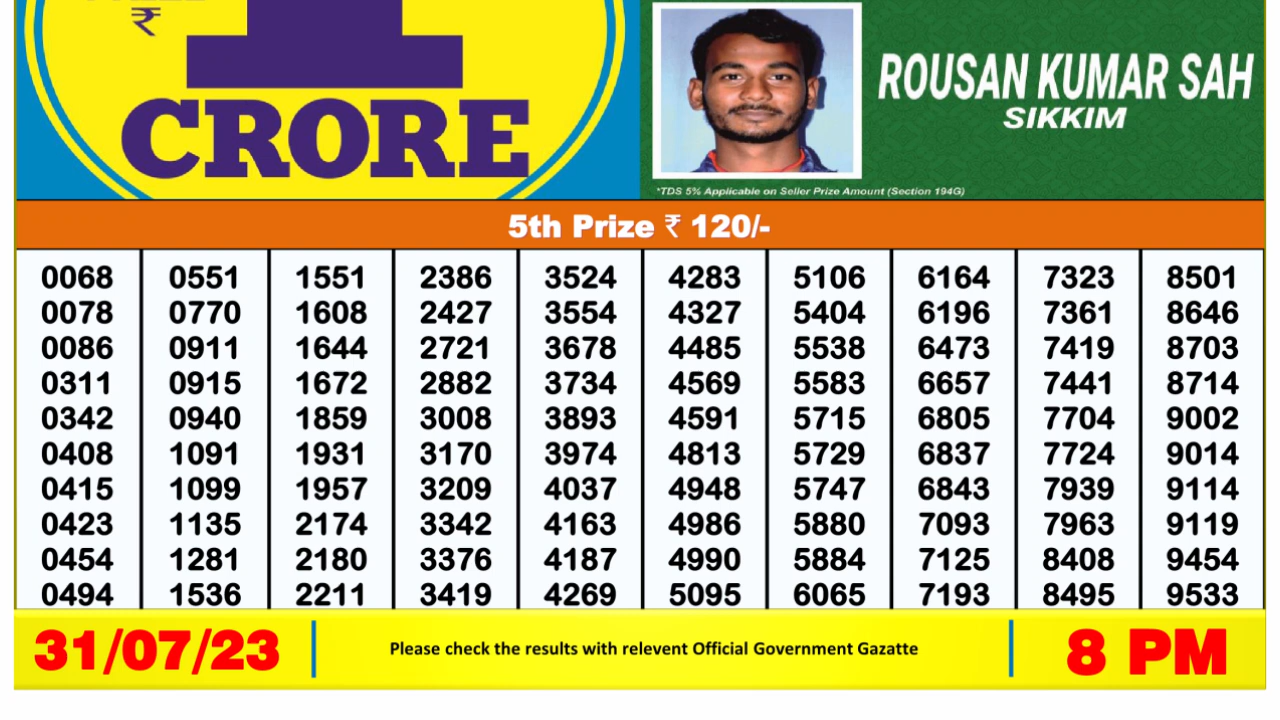 ₹
1
CRORE
ROUSAN KUMAR SAH
SIKKIM
*TDS 5% Applicable on Seller Prize Amount (Section 194G)
5th Prize ₹ 120/-
0068 0551 1551 2386 3524 4283 5106 6164 7323 8501
0078 0770 1608 2427 3554 4327 5404 6196 7361 8646
0086 0911 1644 2721 3678 4485 5538 6473 7419 8703
0311 0915 1672 2882 3734 4569 5583 6657 7441 8714
0342 0940 1859 3008 3893 4591 5715 6805 7704 9002
0408 1091 1931 3170 3974 4813 5729 6837 7724 9014
0415 1099 1957 3209 4037 4948 5747 6843 7939 9114
0423 1135 2174 3342 4163 4986 5880 7093 7963 9119
0454 1281 2180 3376 4187 4990 5884 7125 8408 9454
0494 1536 2211 3419 4269 5095 6065 7193 8495 9533
31/07/23 Please check the results with relevent Official Government Gazatte 8 PM